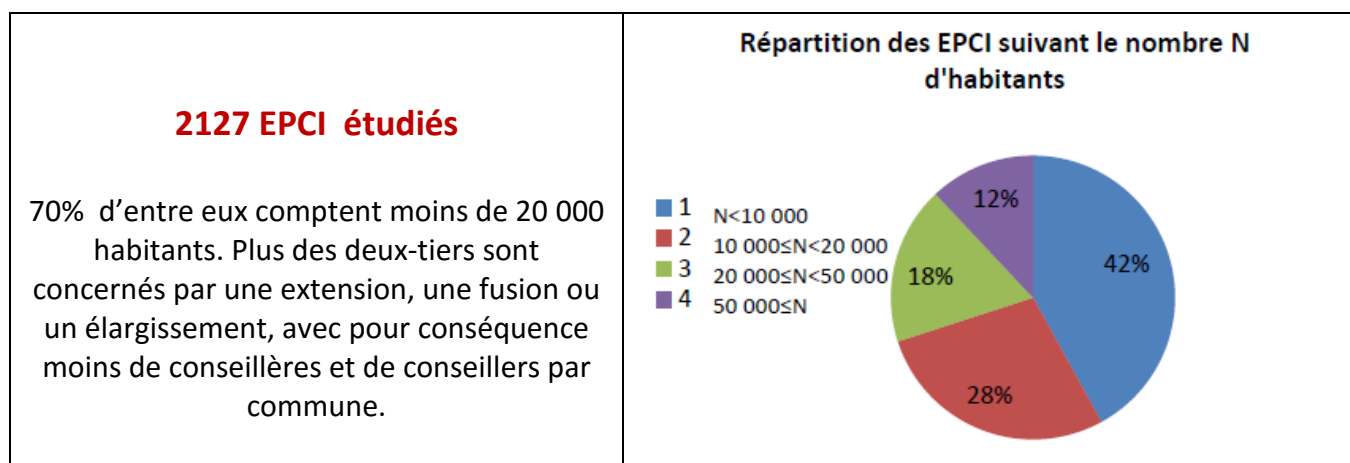 2127 EPCI  étudiés
70%  d'entre eux comptent moins de 20 000
habitants. Plus des deux-tiers sont
concernés par une extension, une fusion ou
un élargissement, avec pour conséquence
moins de conseillères et de conseillers par
commune.
Répartition des EPCI suivant le nombre N
d'habitants
1 N<10 000
2 10 000≤N<20 000
3 20 000≤N<50 000
4 50 000≤N
12%
42%
18%
28%